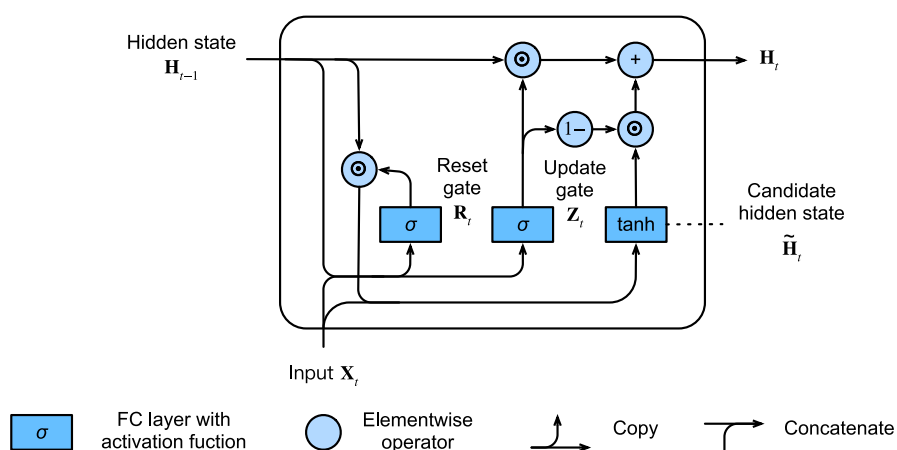 Hidden state
H_{t−1}
H_t
+
1−
Reset
gate
R_t
Update
gate
Z_t
Candidate
hidden state
H̃_t
σ
σ
tanh
Input X_t
σ
FC layer with
activation fuction
Elementwise
operator
Copy
Concatenate